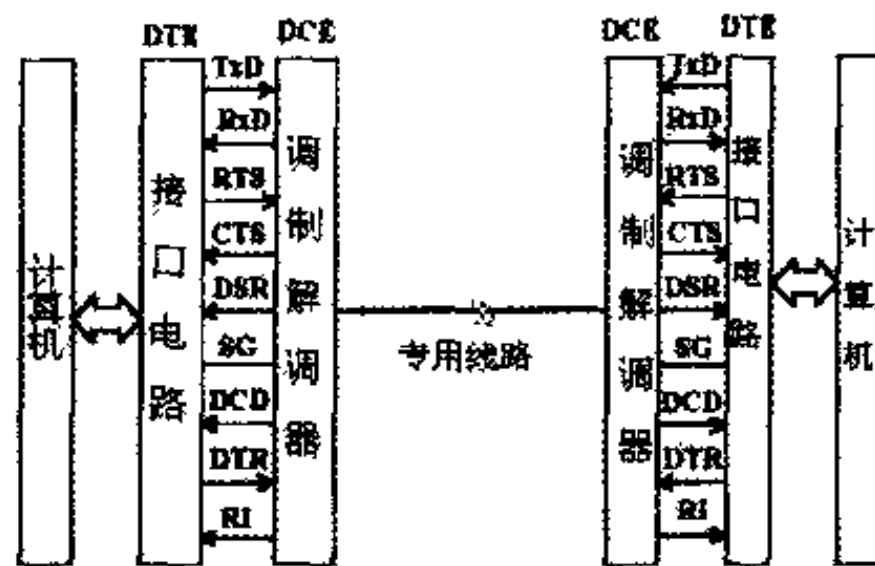 DTE DCE DCE DTE
计算机
接口电路
TxD
RxD
RTS
CTS
DSR
SG
DCD
DTR
RI
调制解调器
专用线路
调制解调器
TxD
RxD
RTS
CTS
DSR
SG
DCD
DTR
RI
接口电路
计算机